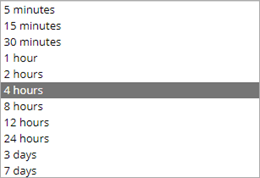 5 minutes
15 minutes
30 minutes
1 hour
2 hours
4 hours
8 hours
12 hours
24 hours
3 days
7 days